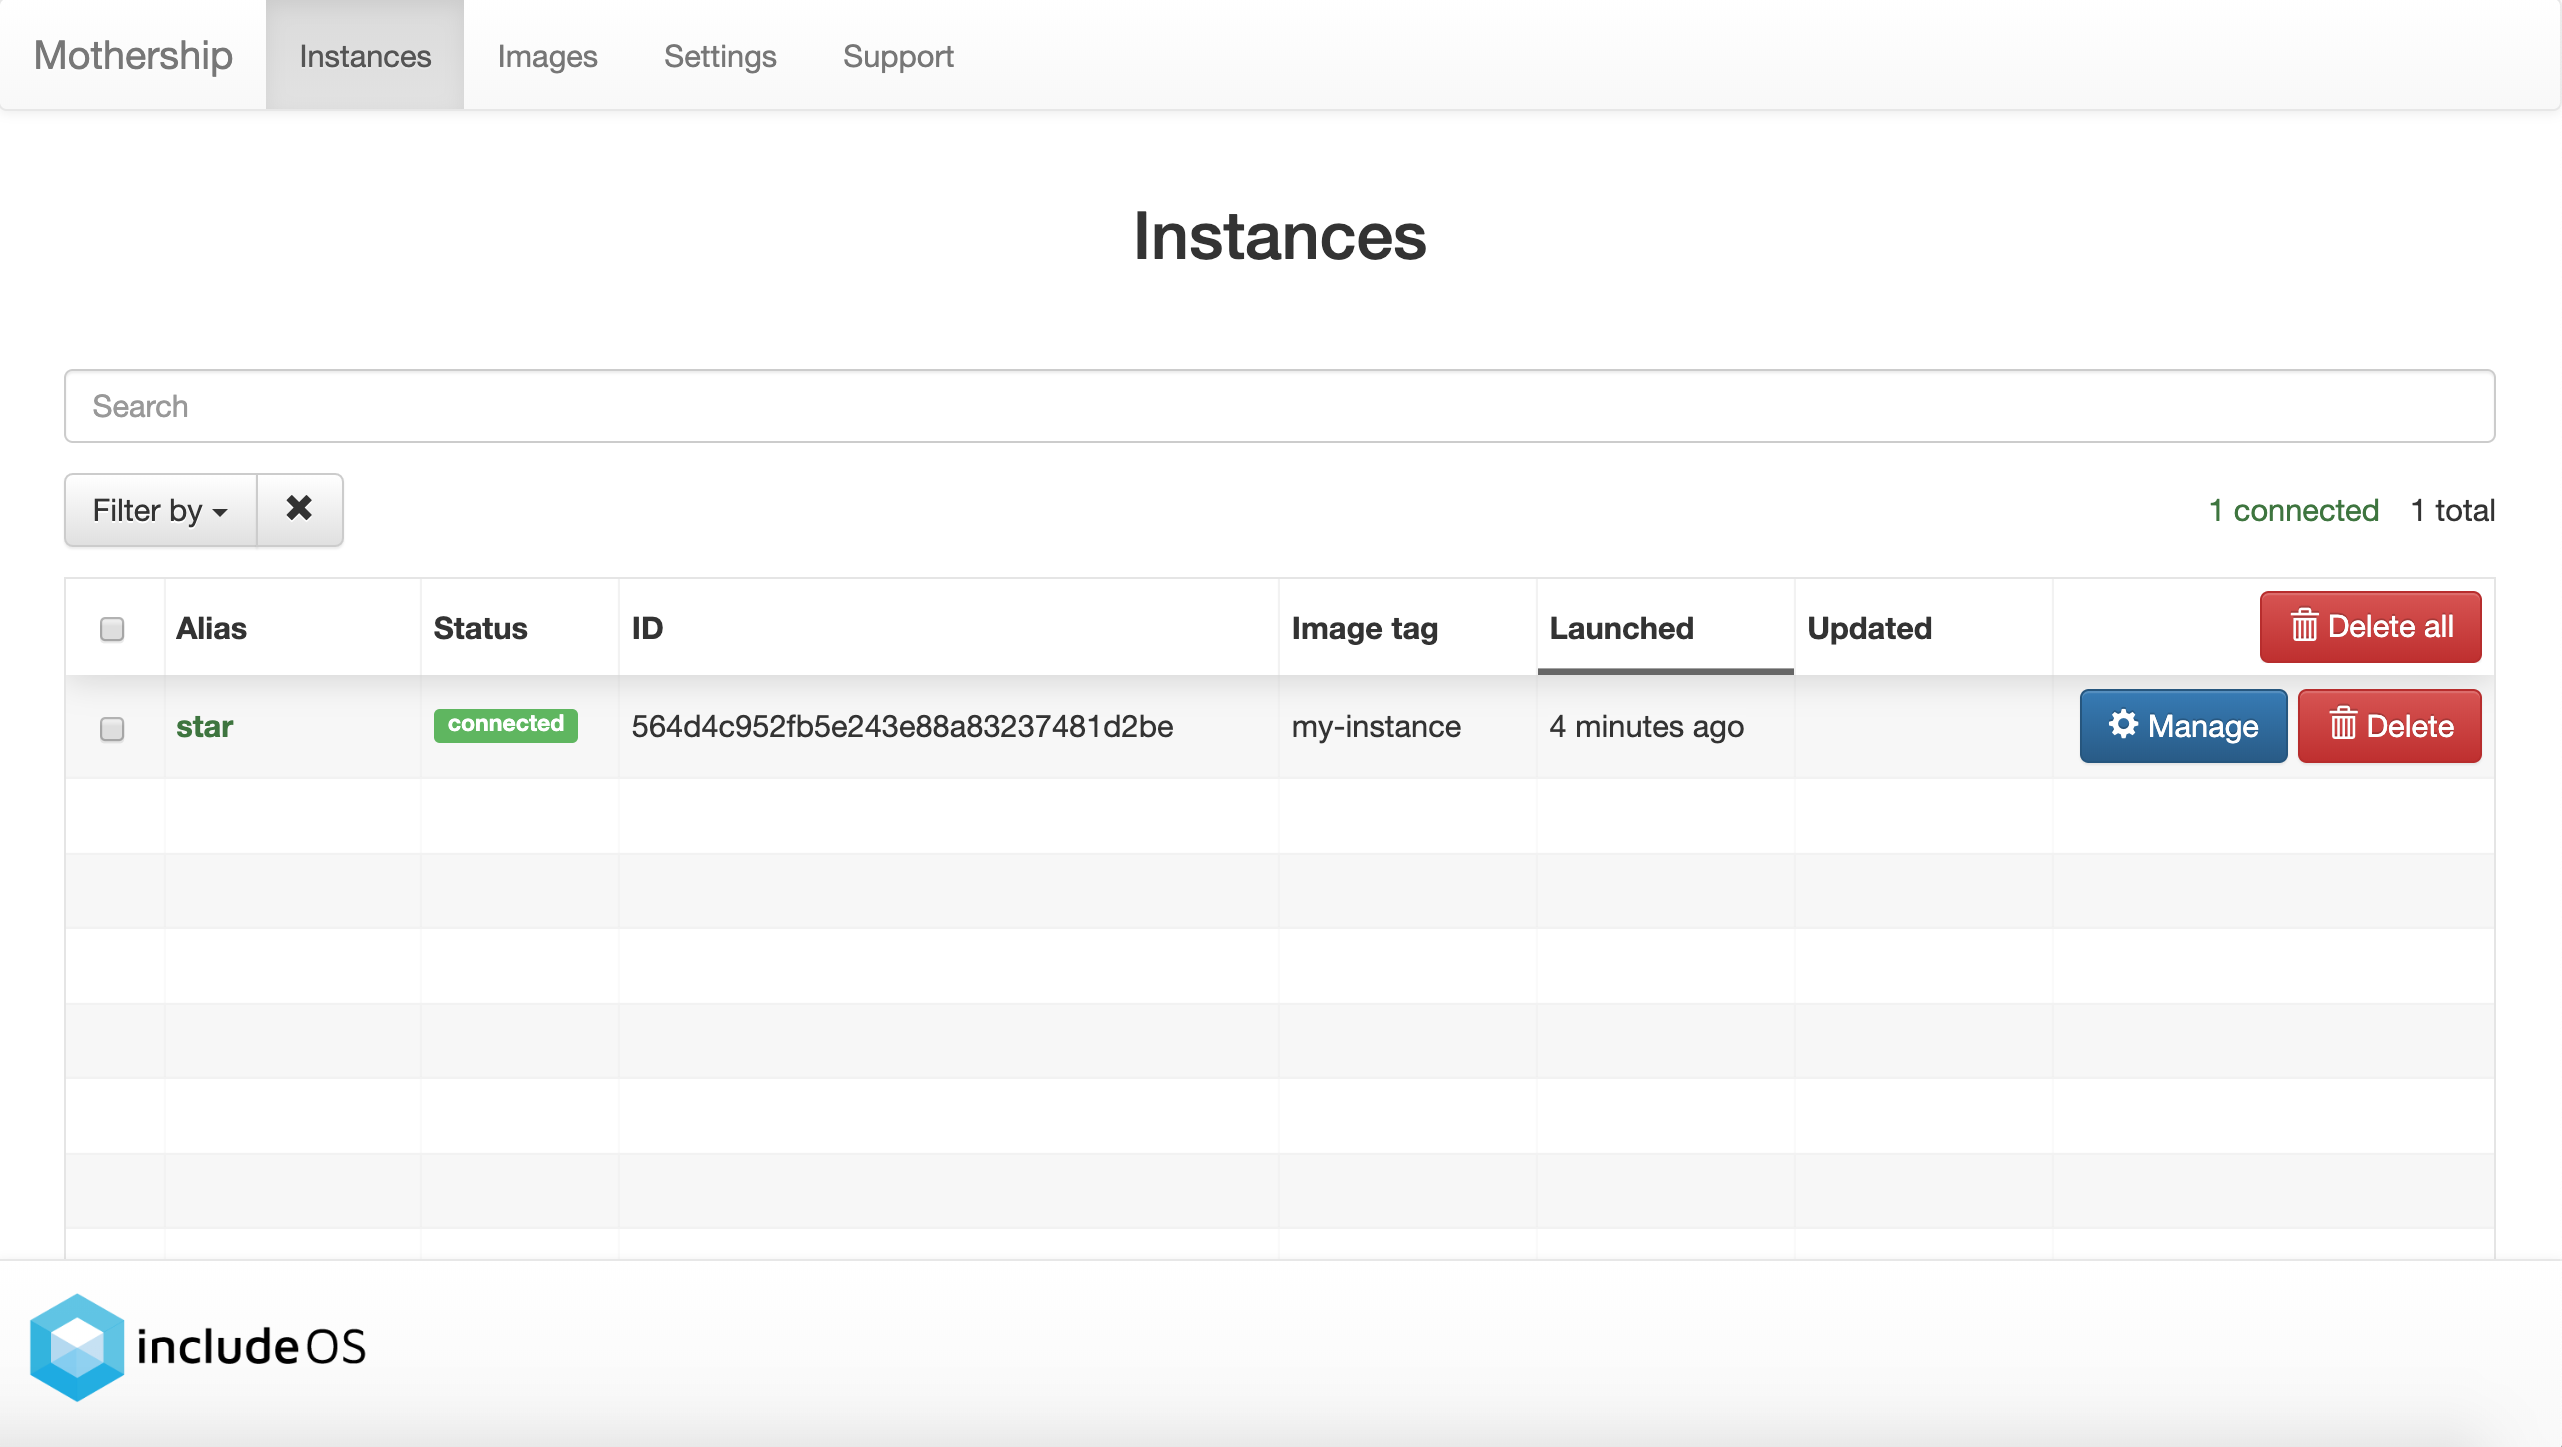 Mothership Instances Images Settings Support
Instances
Search
Filter by 1 connected 1 total
Alias Status ID Image tag Launched Updated Delete all
star connected 564d4c952fb5e243e88a83237481d2be my-instance 4 minutes ago Manage Delete
includeOS